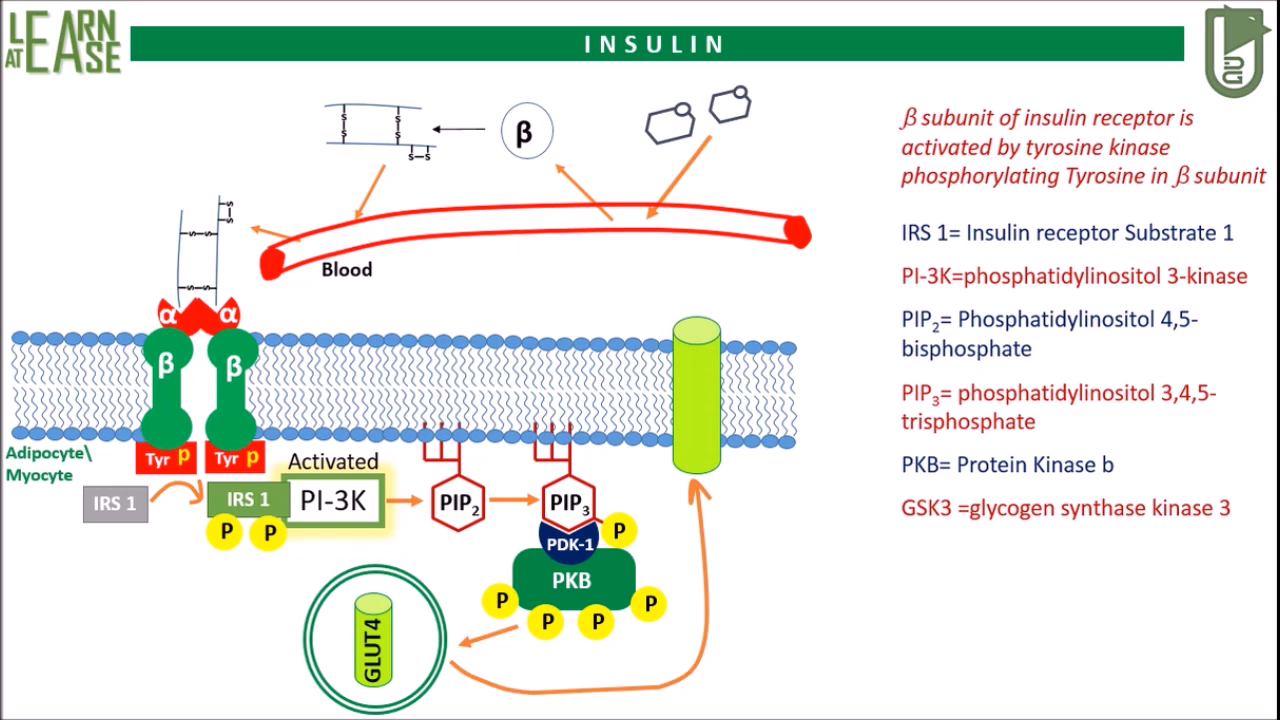 LEARN
AT EASE
INSULIN
QIU
β subunit of insulin receptor is
activated by tyrosine kinase
phosphorylating Tyrosine in β subunit
IRS 1= Insulin receptor Substrate 1
PI-3K=phosphatidylinositol 3-kinase
PIP2= Phosphatidylinositol 4,5-
bisphosphate
PIP3= phosphatidylinositol 3,4,5-
trisphosphate
PKB= Protein Kinase b
GSK3 =glycogen synthase kinase 3
S S
S S
S—S
β
S
S
S S
S S
Blood
α α
β β
Adipocyte\
Myocyte
Tyr p Tyr p
Activated
IRS 1 IRS 1 PI-3K PIP2 PIP3
P P
PDK-1 P
PKB
P P P P
GLUT4